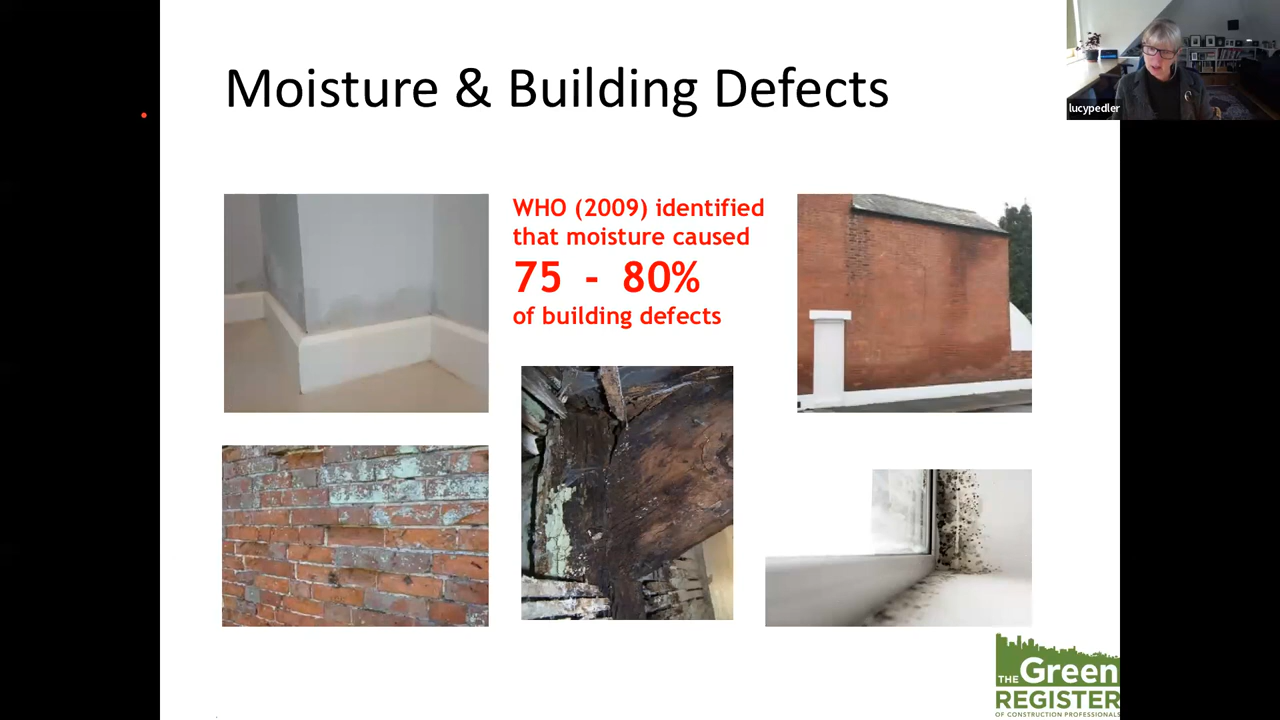 Moisture & Building Defects
lucypedler
WHO (2009) identified
that moisture caused
75 - 80%
of building defects
THE Green
REGISTER
OF CONSTRUCTION PROFESSIONALS